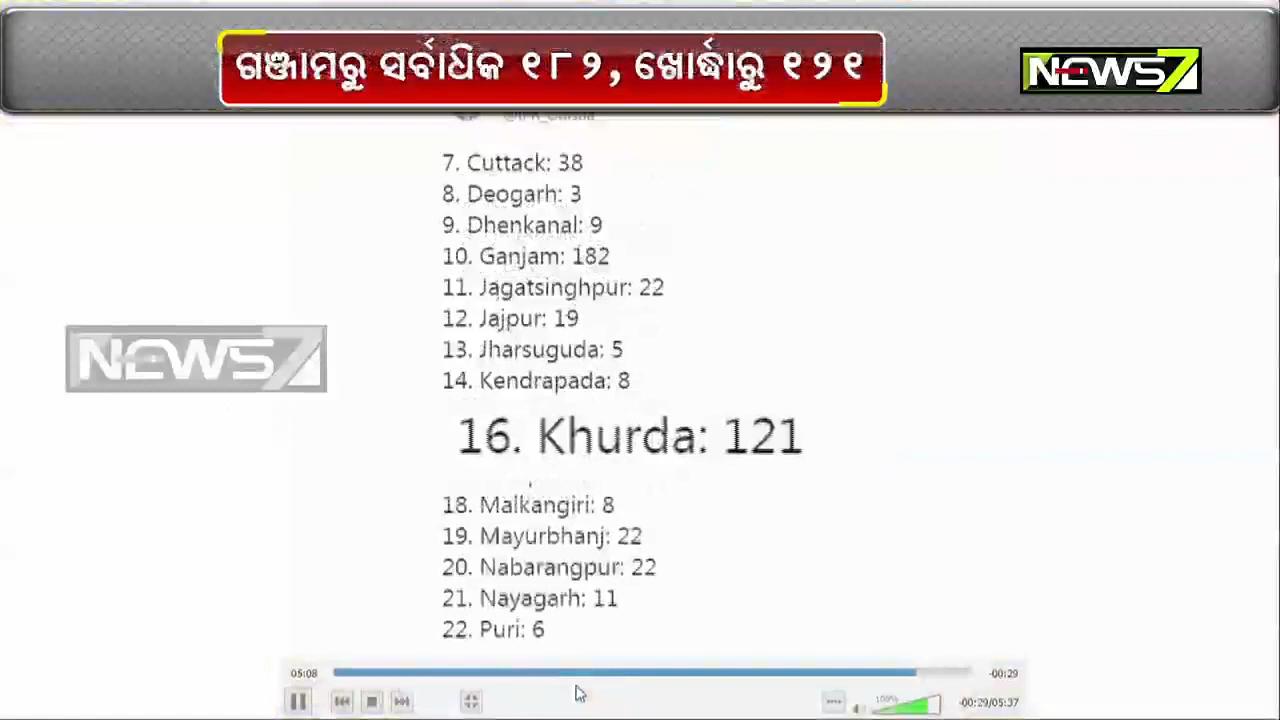 ଗଞ୍ଜାମରୁ ସର୍ବାଧିକ ୧୮୨, ଖୋର୍ଦ୍ଧାରୁ ୧୨୧
NEWS7
7. Cuttack: 38
8. Deogarh: 3
9. Dhenkanal: 9
10. Ganjam: 182
11. Jagatsinghpur: 22
12. Jajpur: 19
13. Jharsuguda: 5
NEWS7
14. Kendrapada: 8
16. Khurda: 121
18. Malkangiri: 8
19. Mayurbhanj: 22
20. Nabarangpur: 22
21. Nayagarh: 11
22. Puri: 6
05:08
-00:29
100%
-00:29/05:37